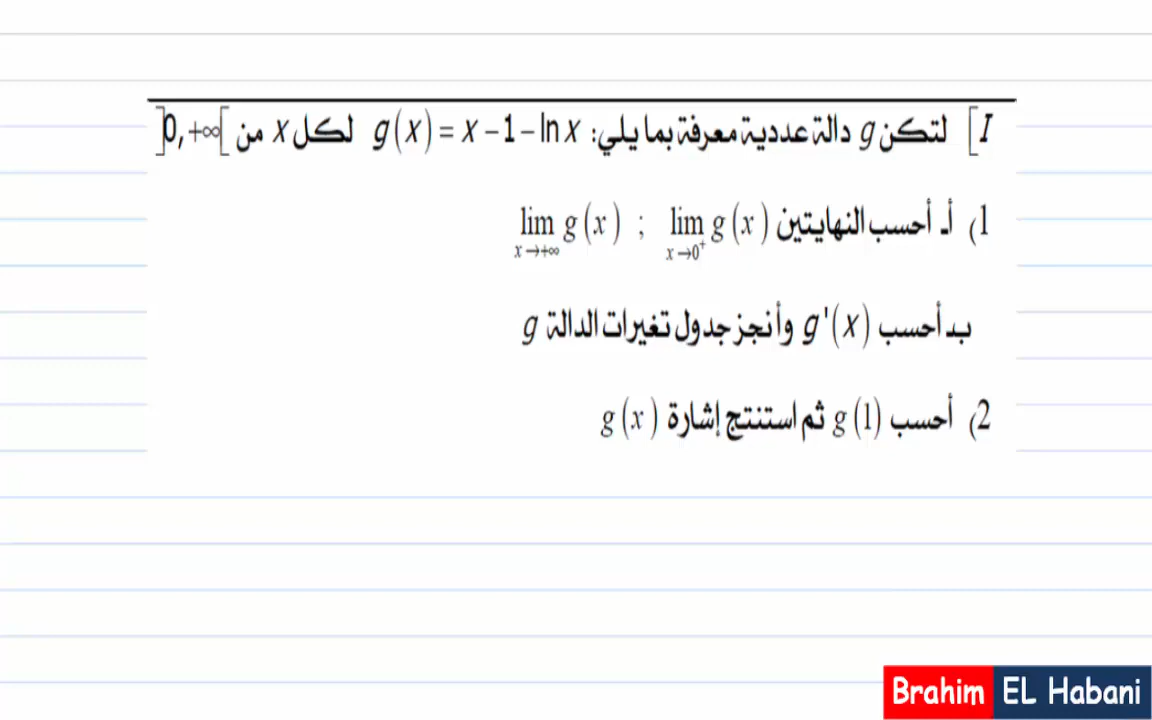 I] لتكن g دالة عددية معرفة بما يلي: g(x) = x − 1 − ln x لكل x من ]0, +∞[
1) أ- أحسب النهايتين lim g(x) x→0⁺ ; lim g(x) x→+∞
بـ أحسب g'(x) وأنجز جدول تغيرات الدالة g
2) أحسب g(1) ثم استنتج إشارة g(x)
Brahim EL Habani